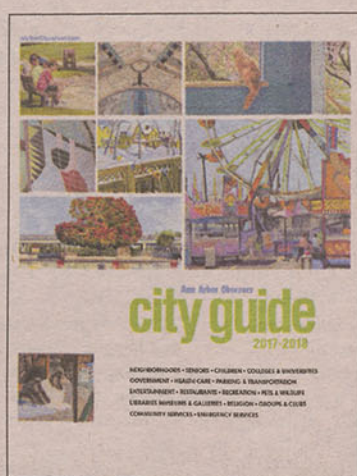 Ann Arbor Observer
city guide
2017-2018
NEIGHBORHOODS • SENIORS • CHILDREN • COLLEGES & UNIVERSITIES
GOVERNMENT • HEALTH CARE • PARKING & TRANSPORTATION
ENTERTAINMENT • RESTAURANTS • RECREATION • PETS & WILDLIFE
LIBRARIES MUSEUMS & GALLERIES • RELIGION • GROUPS & CLUBS
COMMUNITY SERVICES • EMERGENCY SERVICES